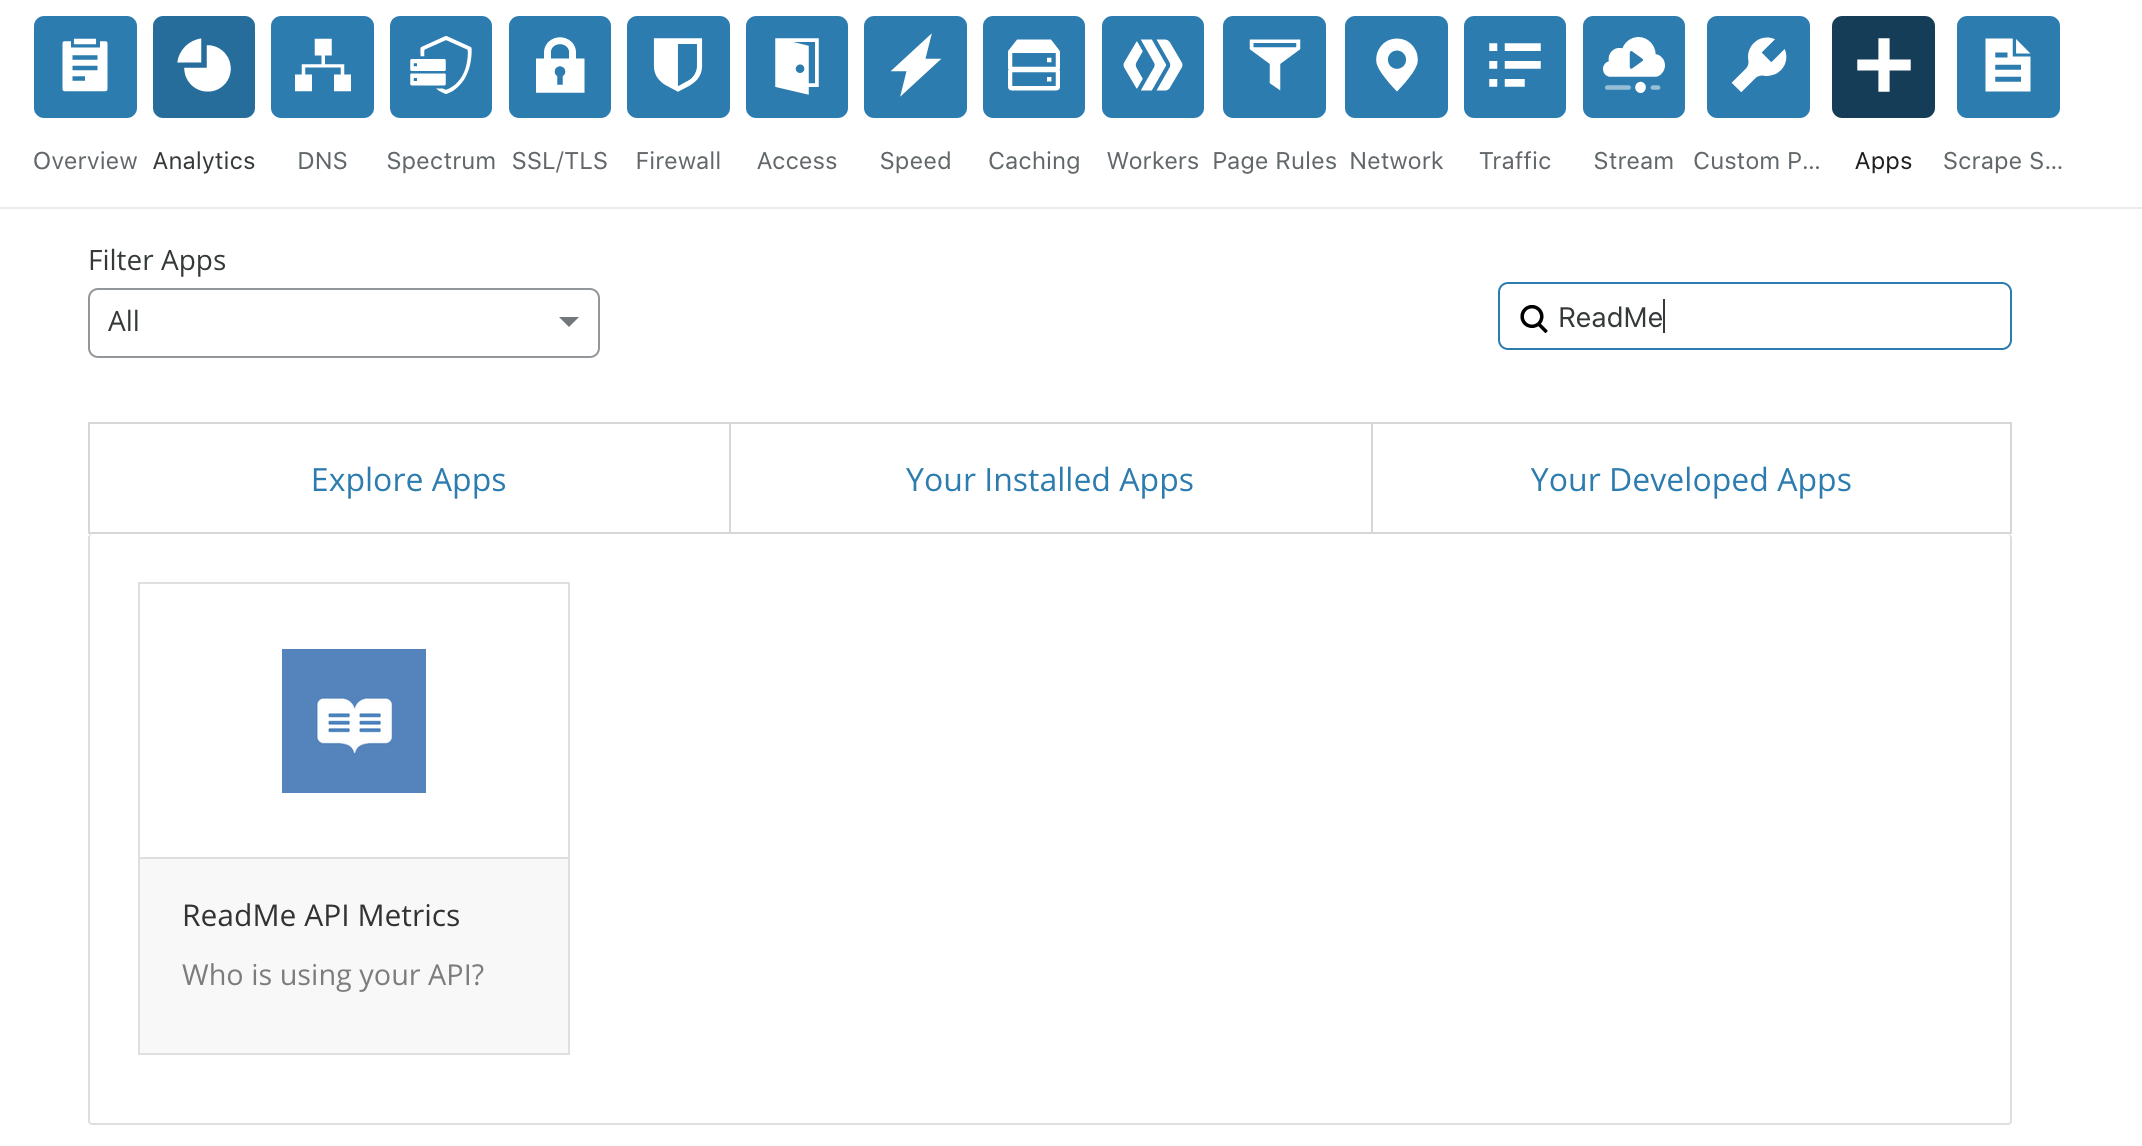 Overview Analytics DNS Spectrum SSL/TLS Firewall Access Speed Caching Workers Page Rules Network Traffic Stream Custom P... Apps Scrape S...
Filter Apps
All
ReadMe
Explore Apps Your Installed Apps Your Developed Apps
ReadMe API Metrics
Who is using your API?